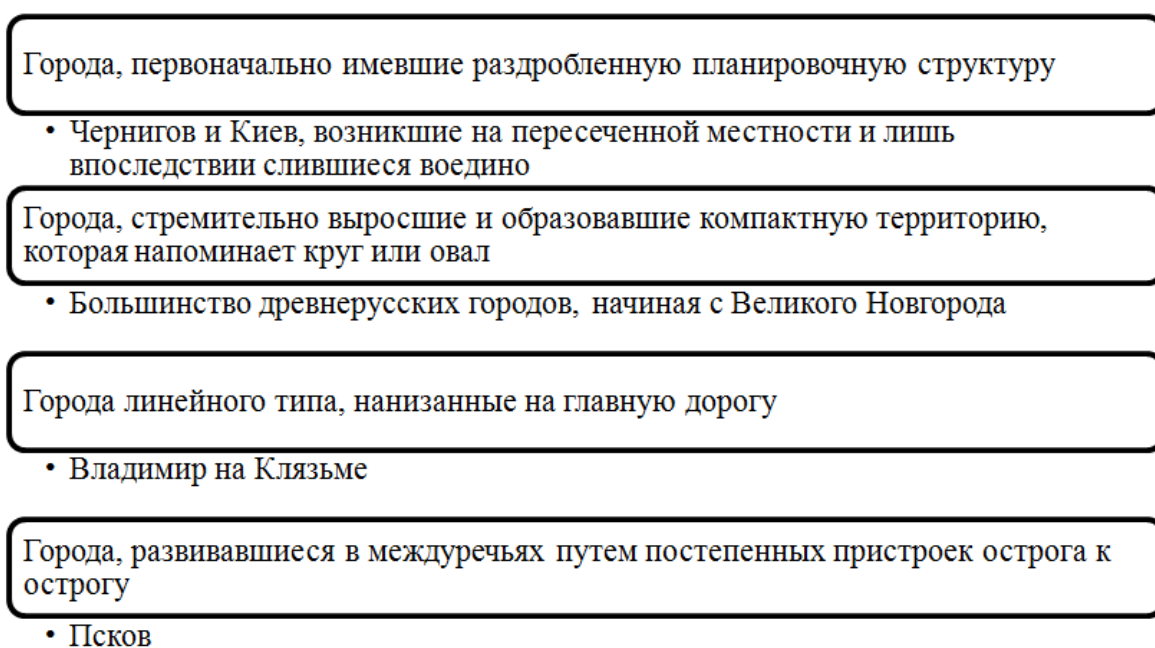 Города, первоначально имевшие раздробленную планировочную структуру
• Чернигов и Киев, возникшие на пересеченной местности и лишь
впоследствии слившиеся воедино
Города, стремительно выросшие и образовавшие компактную территорию,
которая напоминает круг или овал
• Большинство древнерусских городов, начиная с Великого Новгорода
Города линейного типа, нанизанные на главную дорогу
• Владимир на Клязьме
Города, развивавшиеся в междуречьях путем постепенных пристроек острога к
острогу
• Псков